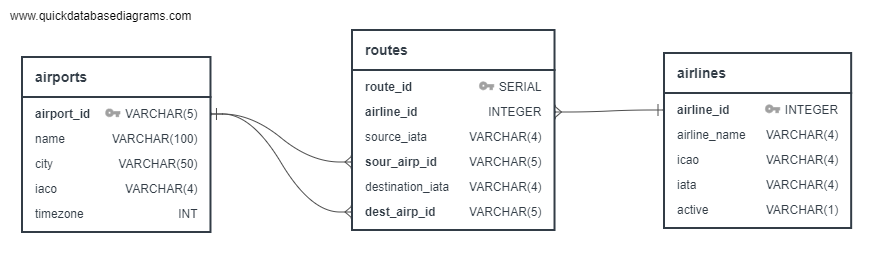 www.quickdatabasediagrams.com
airports
airport_id VARCHAR(5)
name VARCHAR(100)
city VARCHAR(50)
iaco VARCHAR(4)
timezone INT
routes
route_id SERIAL
airline_id INTEGER
source_iata VARCHAR(4)
sour_airp_id VARCHAR(5)
destination_iata VARCHAR(4)
dest_airp_id VARCHAR(5)
airlines
airline_id INTEGER
airline_name VARCHAR(4)
icao VARCHAR(4)
iata VARCHAR(4)
active VARCHAR(1)